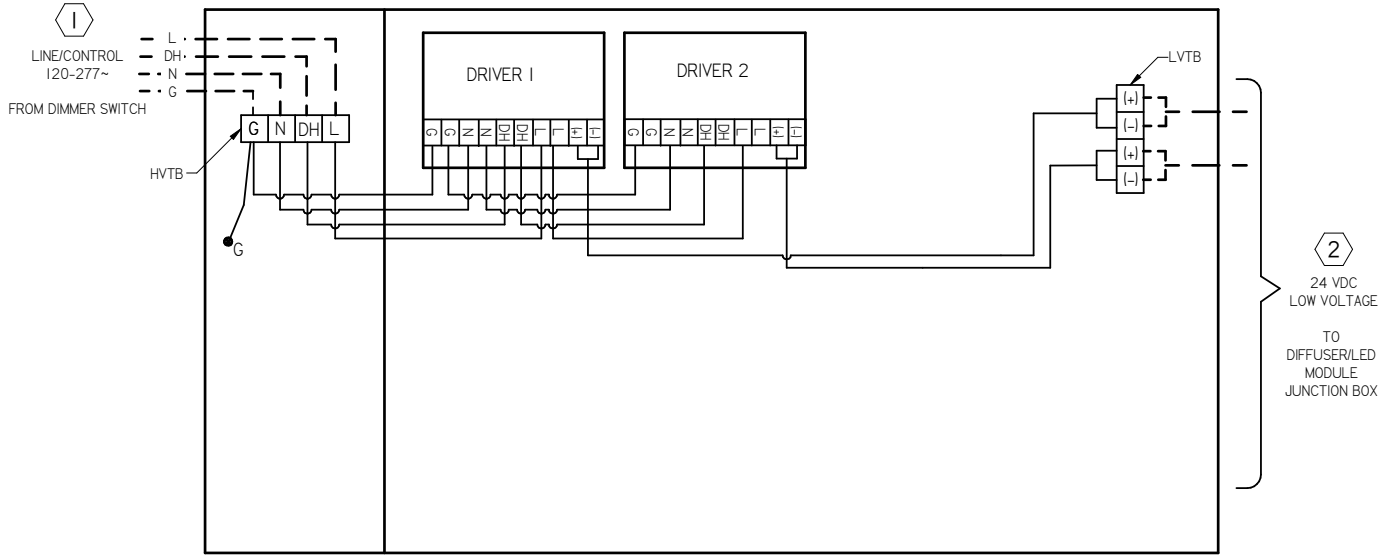 1
LINE/CONTROL
120-277~
FROM DIMMER SWITCH
L
DH
N
G
HVTB
G N DH L
G
DRIVER 1
G G N N DH DH L L (+) (-)
DRIVER 2
G G N N DH DH L L (+) (-)
LVTB
(+)
(-)
(+)
(-)
2
24 VDC
LOW VOLTAGE
TO
DIFFUSER/LED
MODULE
JUNCTION BOX